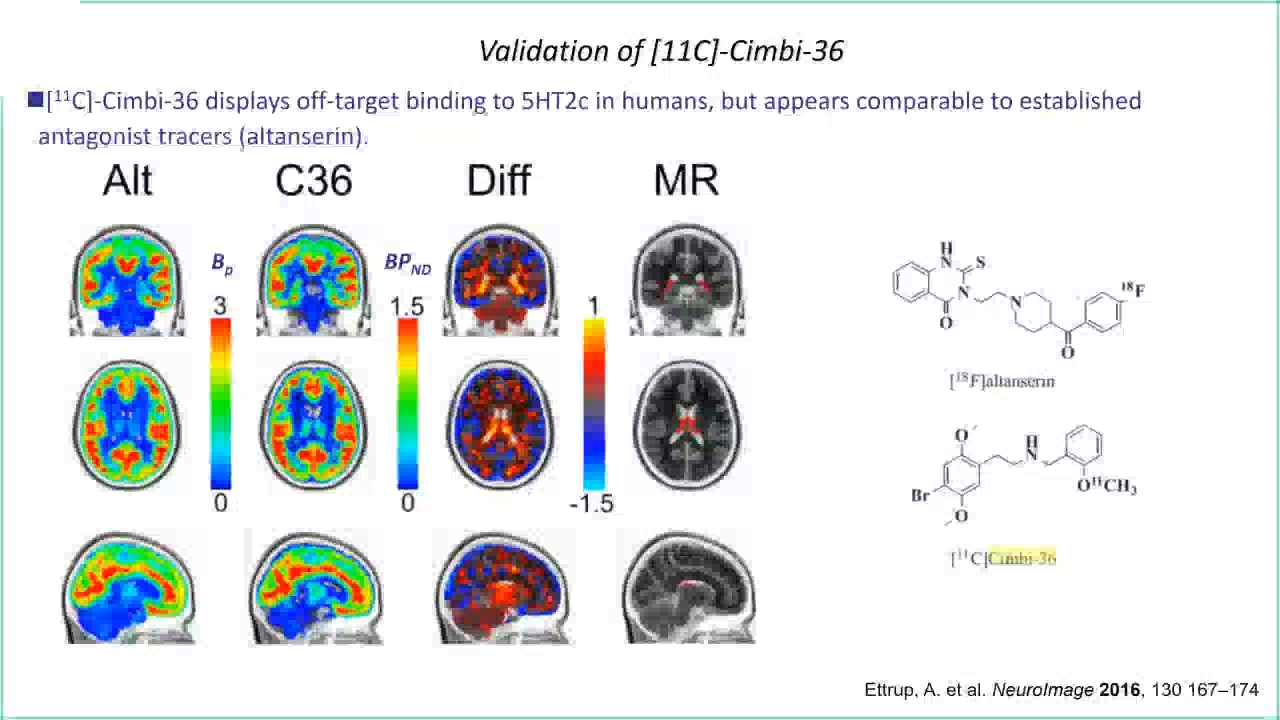 Validation of [11C]-Cimbi-36
[¹¹C]-Cimbi-36 displays off-target binding to 5HT2c in humans, but appears comparable to established
antagonist tracers (altanserin).
Alt C36 Diff MR
Bp BPND
3 1.5 1
0 0 -1.5
H
N S
N N ¹⁸F
O O
[¹⁸F]altanserin
O H
N
Br O¹¹CH₃
O
[¹¹C]Cimbi-36
Ettrup, A. et al. NeuroImage 2016, 130 167–174